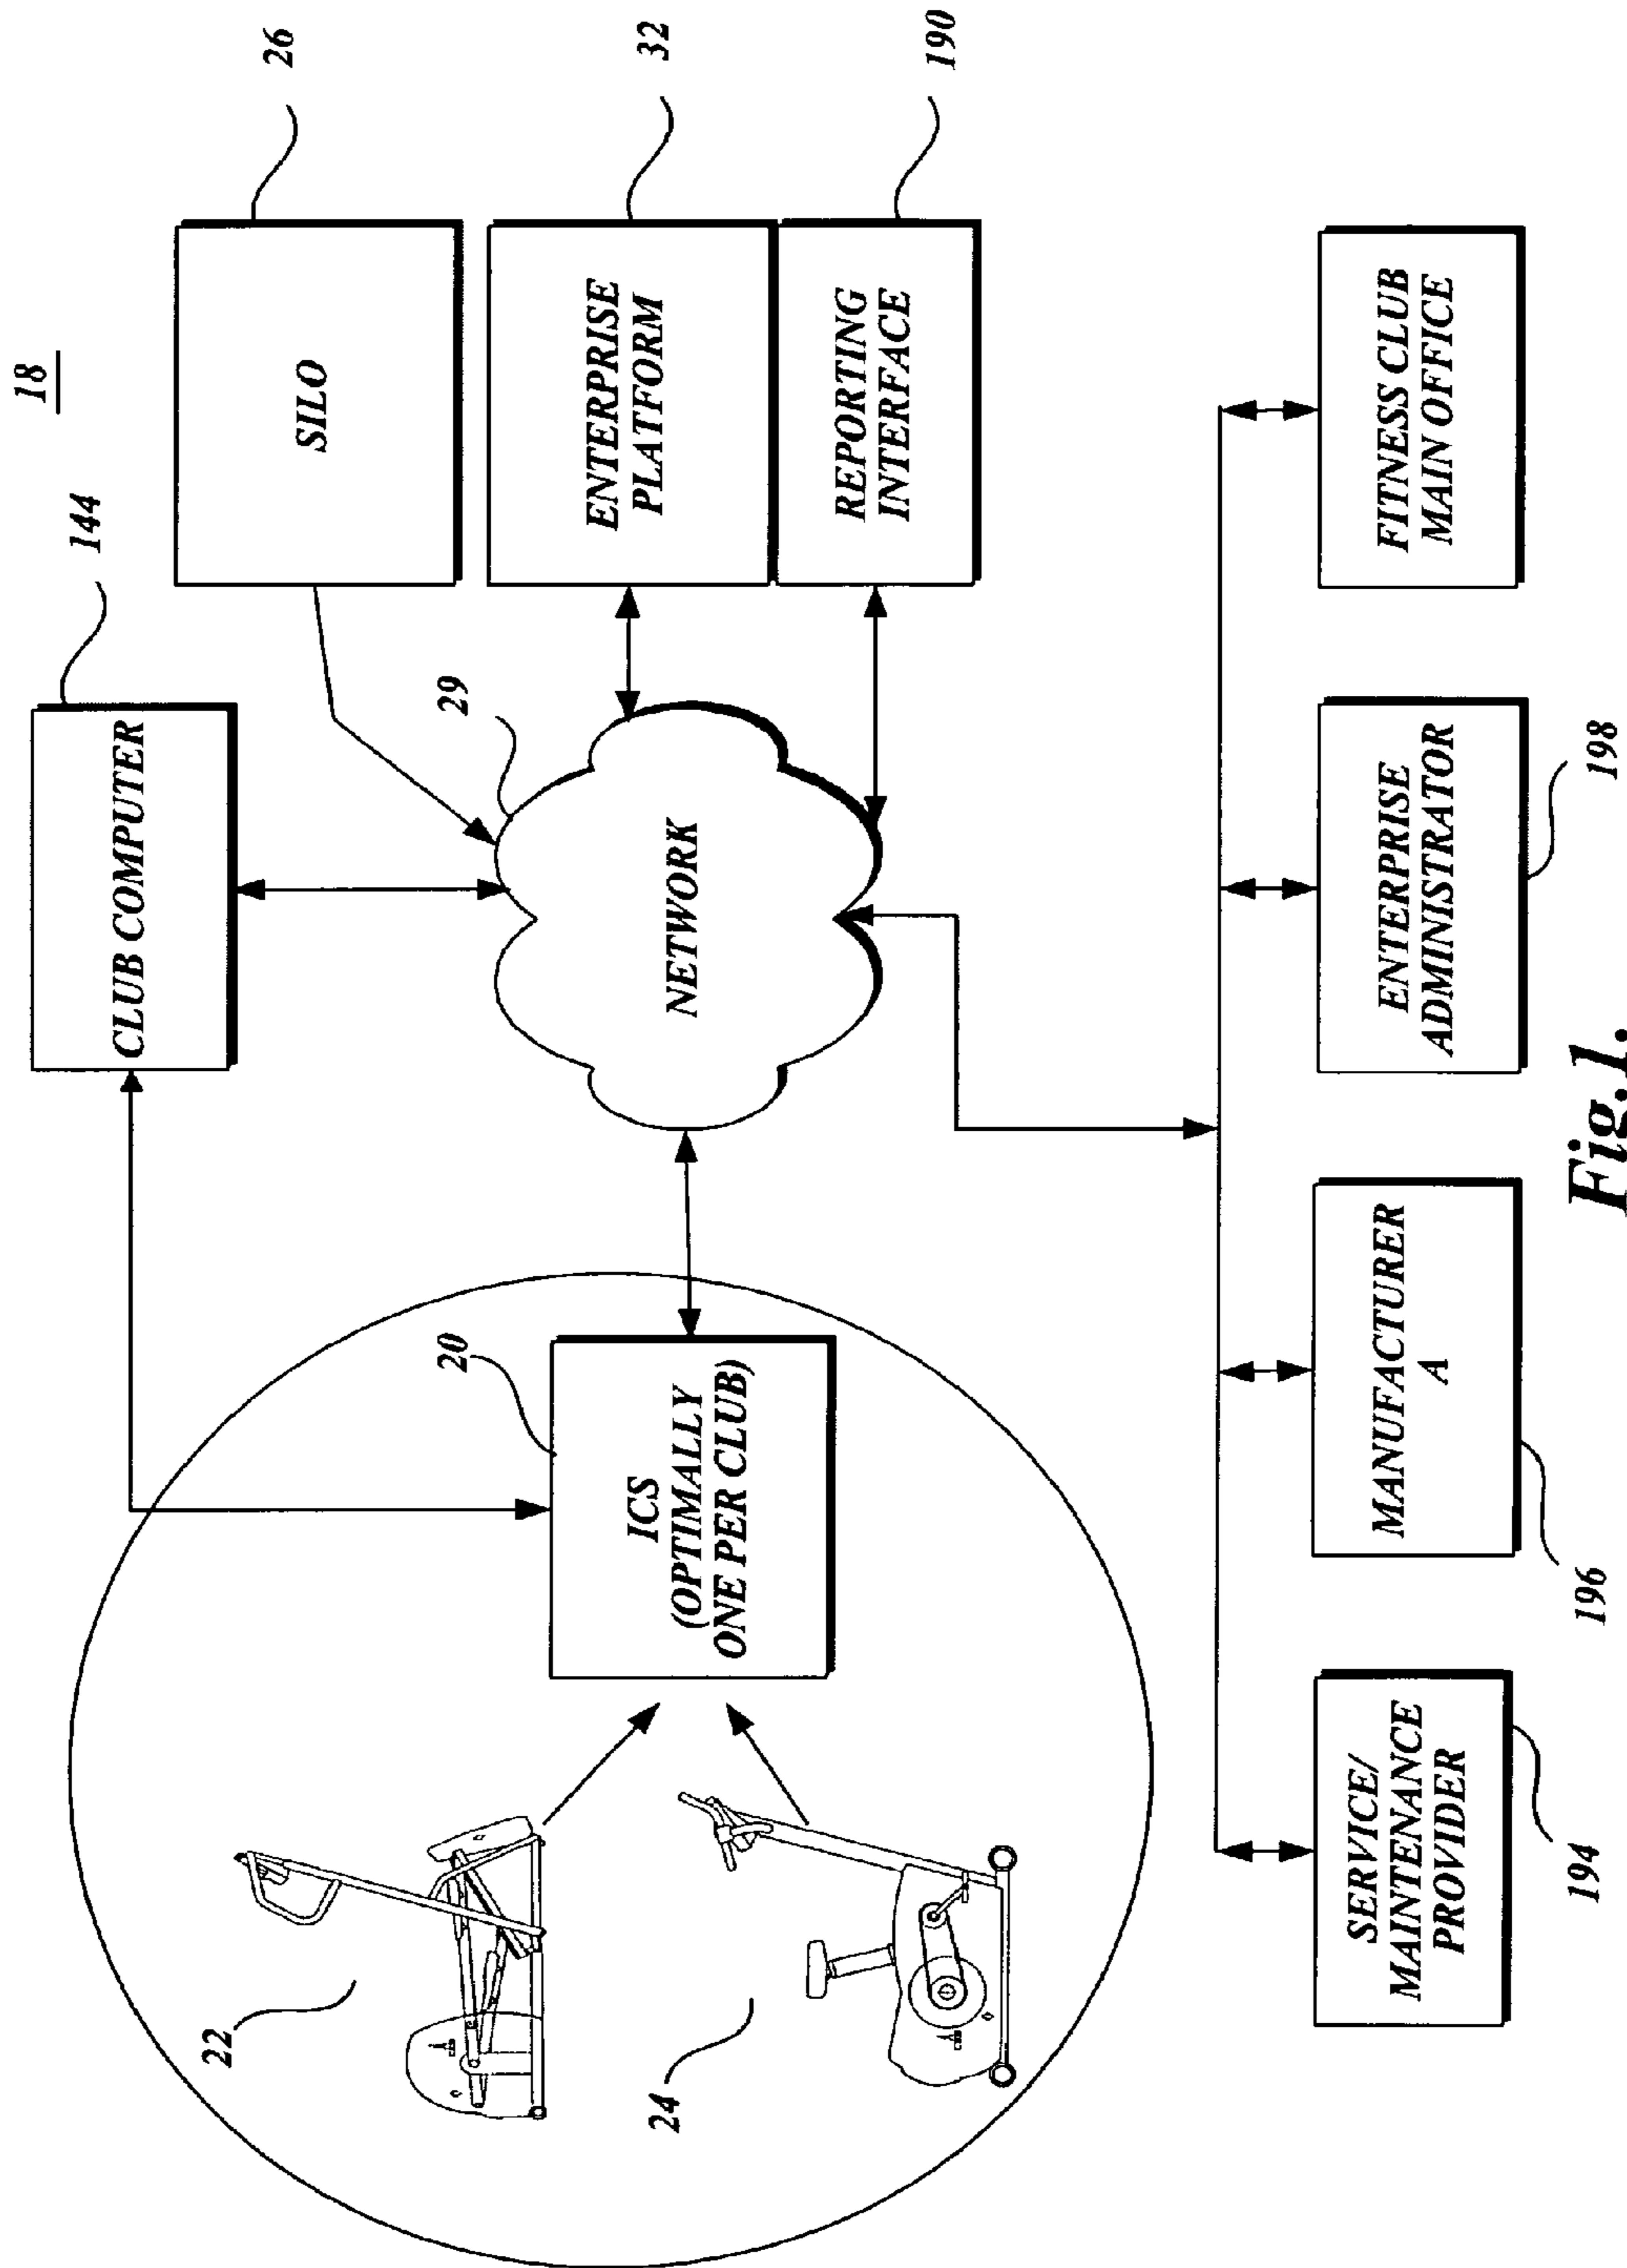 18
144
CLUB COMPUTER
26
SILO
32
ENTERPRISE
PLATFORM
190
REPORTING
INTERFACE
29
NETWORK
20
ICS
(OPTIMALLY
ONE PER CLUB)
22
24
SERVICE/
MAINTENANCE
PROVIDER
194
MANUFACTURER
A
196
ENTERPRISE
ADMINISTRATOR
198
FITNESS CLUB
MAIN OFFICE
Fig.1.